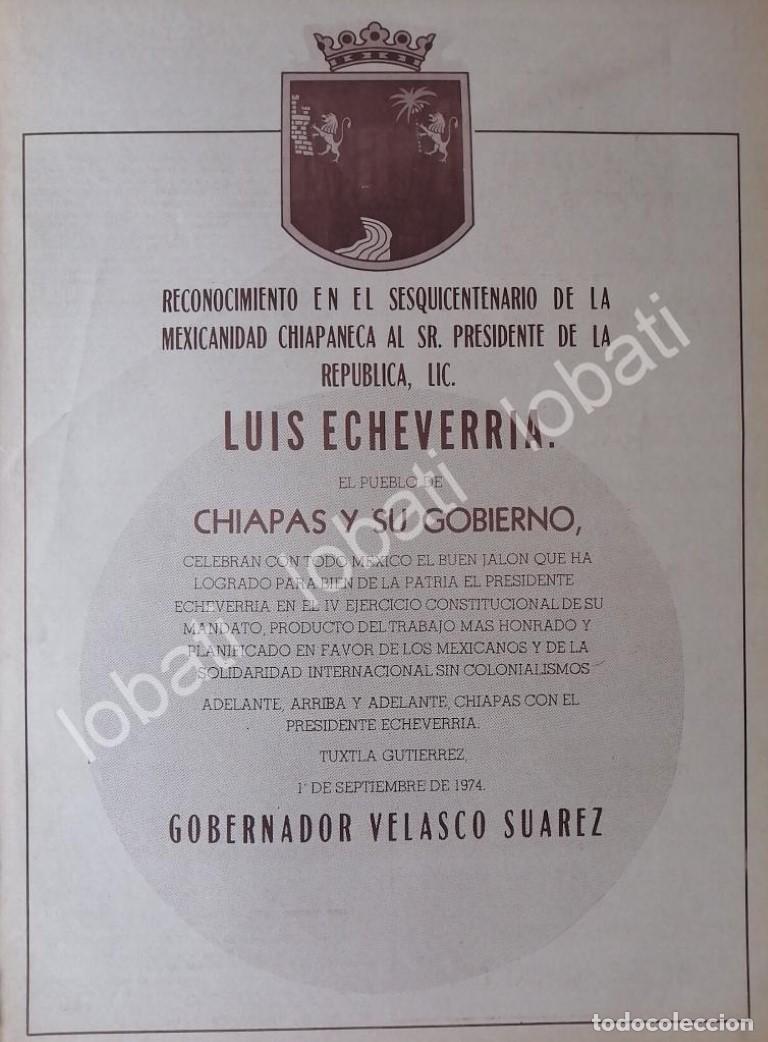 RECONOCIMIENTO EN EL SESQUICENTENARIO DE LA
MEXICANIDAD CHIAPANECA AL SR. PRESIDENTE DE LA
REPUBLICA, LIC.
LUIS ECHEVERRIA.
EL PUEBLO DE
CHIAPAS Y SU GOBIERNO,
CELEBRAN CON TODO MEXICO EL BUEN JALON QUE HA
LOGRADO PARA BIEN DE LA PATRIA EL PRESIDENTE
ECHEVERRIA EN EL IV EJERCICIO CONSTITUCIONAL DE SU
MANDATO, PRODUCTO DEL TRABAJO MAS HONRADO Y
PLANIFICADO EN FAVOR DE LOS MEXICANOS Y DE LA
SOLIDARIDAD INTERNACIONAL SIN COLONIALISMOS
ADELANTE, ARRIBA Y ADELANTE, CHIAPAS CON EL
PRESIDENTE ECHEVERRIA.
TUXTLA GUTIERREZ,
1° DE SEPTIEMBRE DE 1974.
GOBERNADOR VELASCO SUAREZ
lobati lobati lobati
todocoleccion